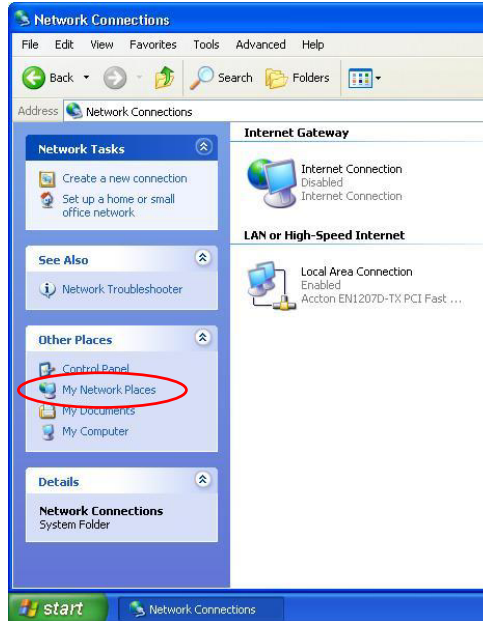 Network Connections
File Edit View Favorites Tools Advanced Help
Back Search Folders
Address Network Connections
Network Tasks
Create a new connection
Set up a home or small
office network
See Also
Network Troubleshooter
Other Places
Control Panel
My Network Places
My Documents
My Computer
Details
Network Connections
System Folder
Internet Gateway
Internet Connection
Disabled
Internet Connection
LAN or High-Speed Internet
Local Area Connection
Enabled
Accton EN1207D-TX PCI Fast ...
start Network Connections